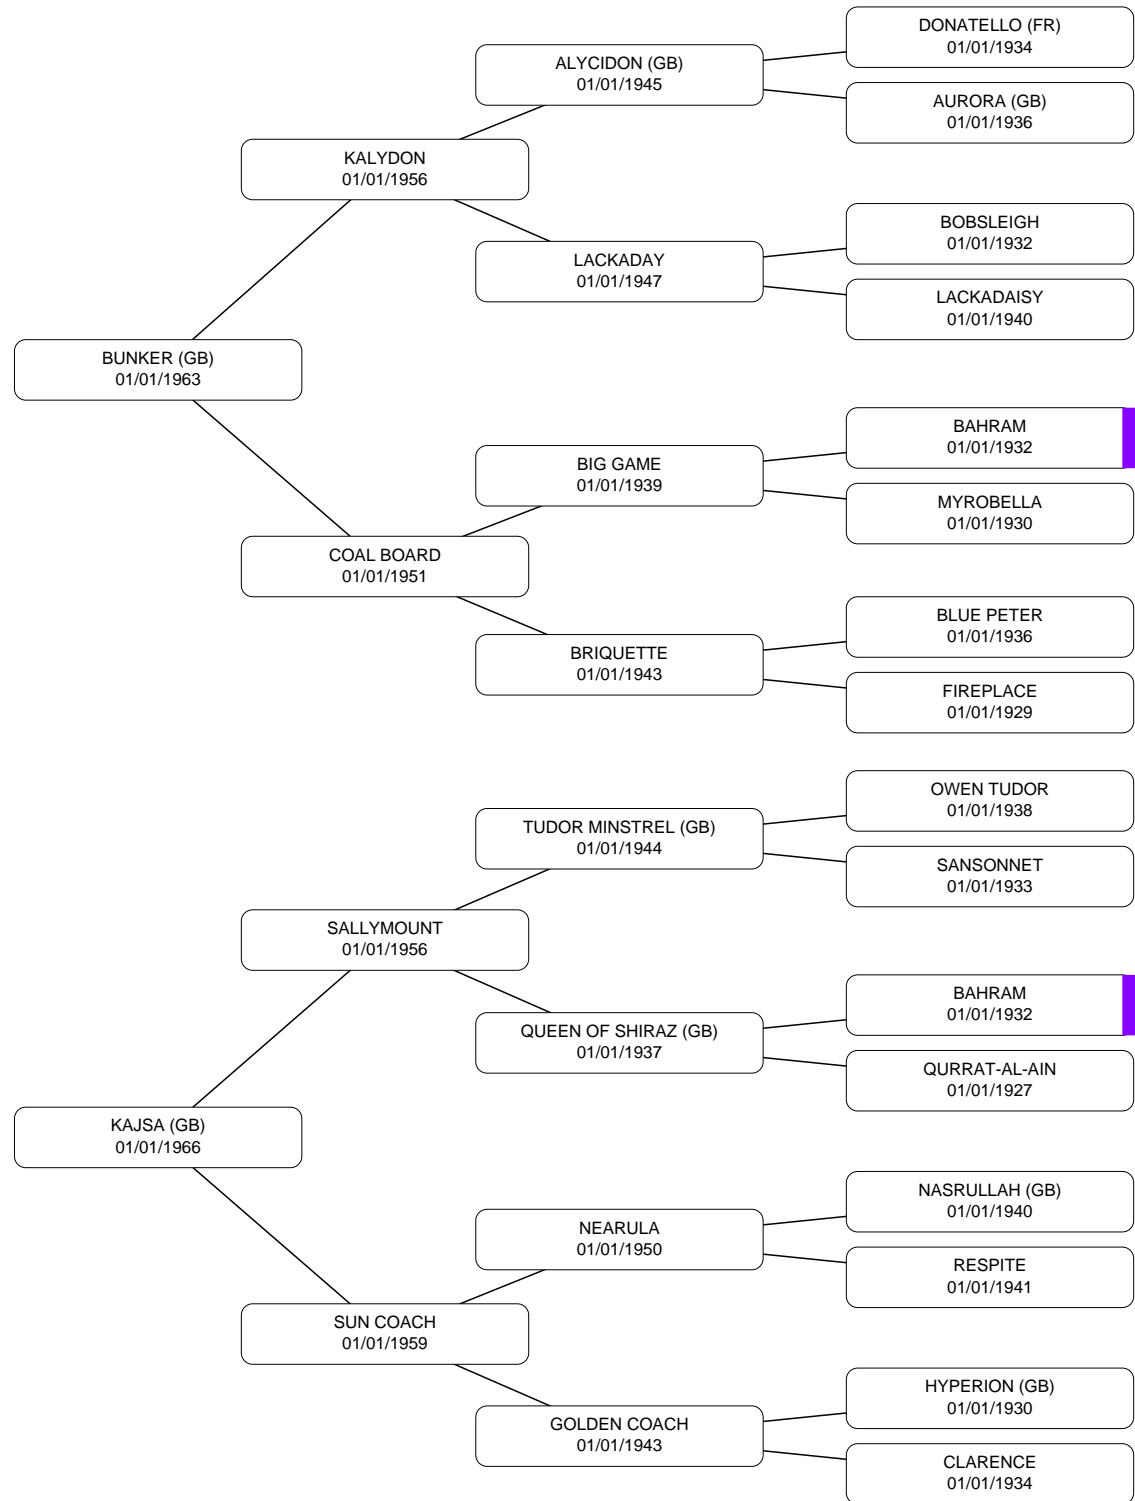 DONATELLO (FR)
01/01/1934
ALYCIDON (GB)
01/01/1945
AURORA (GB)
01/01/1936
KALYDON
01/01/1956
BOBSLEIGH
01/01/1932
LACKADAY
01/01/1947
LACKADAISY
01/01/1940
BUNKER (GB)
01/01/1963
BAHRAM
01/01/1932
BIG GAME
01/01/1939
MYROBELLA
01/01/1930
COAL BOARD
01/01/1951
BLUE PETER
01/01/1936
BRIQUETTE
01/01/1943
FIREPLACE
01/01/1929
OWEN TUDOR
01/01/1938
TUDOR MINSTREL (GB)
01/01/1944
SANSONNET
01/01/1933
SALLYMOUNT
01/01/1956
BAHRAM
01/01/1932
QUEEN OF SHIRAZ (GB)
01/01/1937
QURRAT-AL-AIN
01/01/1927
KAJSA (GB)
01/01/1966
NASRULLAH (GB)
01/01/1940
NEARULA
01/01/1950
RESPITE
01/01/1941
SUN COACH
01/01/1959
HYPERION (GB)
01/01/1930
GOLDEN COACH
01/01/1943
CLARENCE
01/01/1934